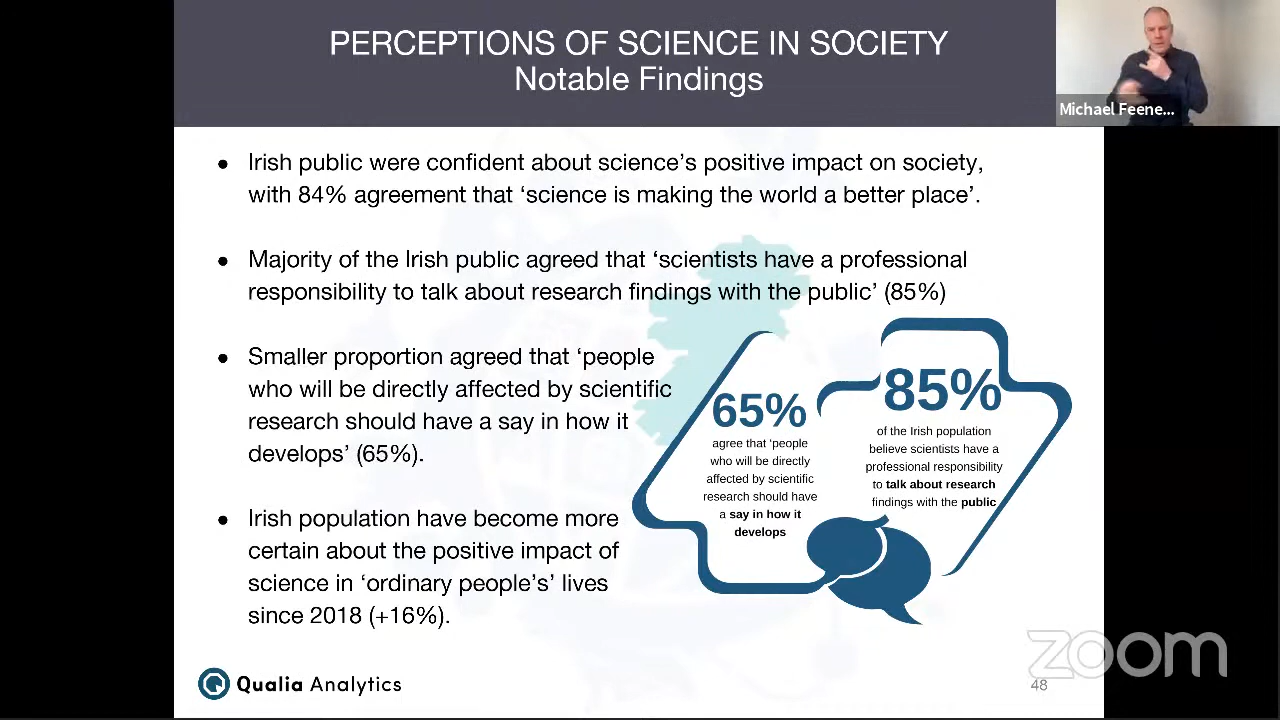 PERCEPTIONS OF SCIENCE IN SOCIETY
Notable Findings
Michael Feene...
● Irish public were confident about science's positive impact on society,
with 84% agreement that ‘science is making the world a better place’.
● Majority of the Irish public agreed that ‘scientists have a professional
responsibility to talk about research findings with the public’ (85%)
● Smaller proportion agreed that ‘people
who will be directly affected by scientific
research should have a say in how it
develops’ (65%).
● Irish population have become more
certain about the positive impact of
science in ‘ordinary people’s’ lives
since 2018 (+16%).
65%
agree that ‘people
who will be directly
affected by scientific
research should have
a say in how it
develops
85%
of the Irish population
believe scientists have a
professional responsibility
to talk about research
findings with the public
Qualia Analytics
zoom
48